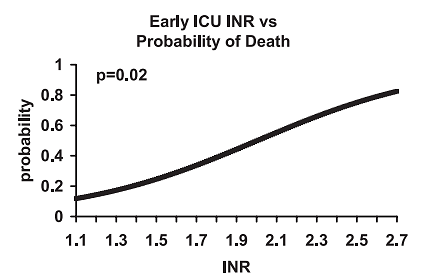 Early ICU INR vs
Probability of Death
p=0.02
probability
1
0.8
0.6
0.4
0.2
0
1.1 1.3 1.5 1.7 1.9 2.1 2.3 2.5 2.7
INR